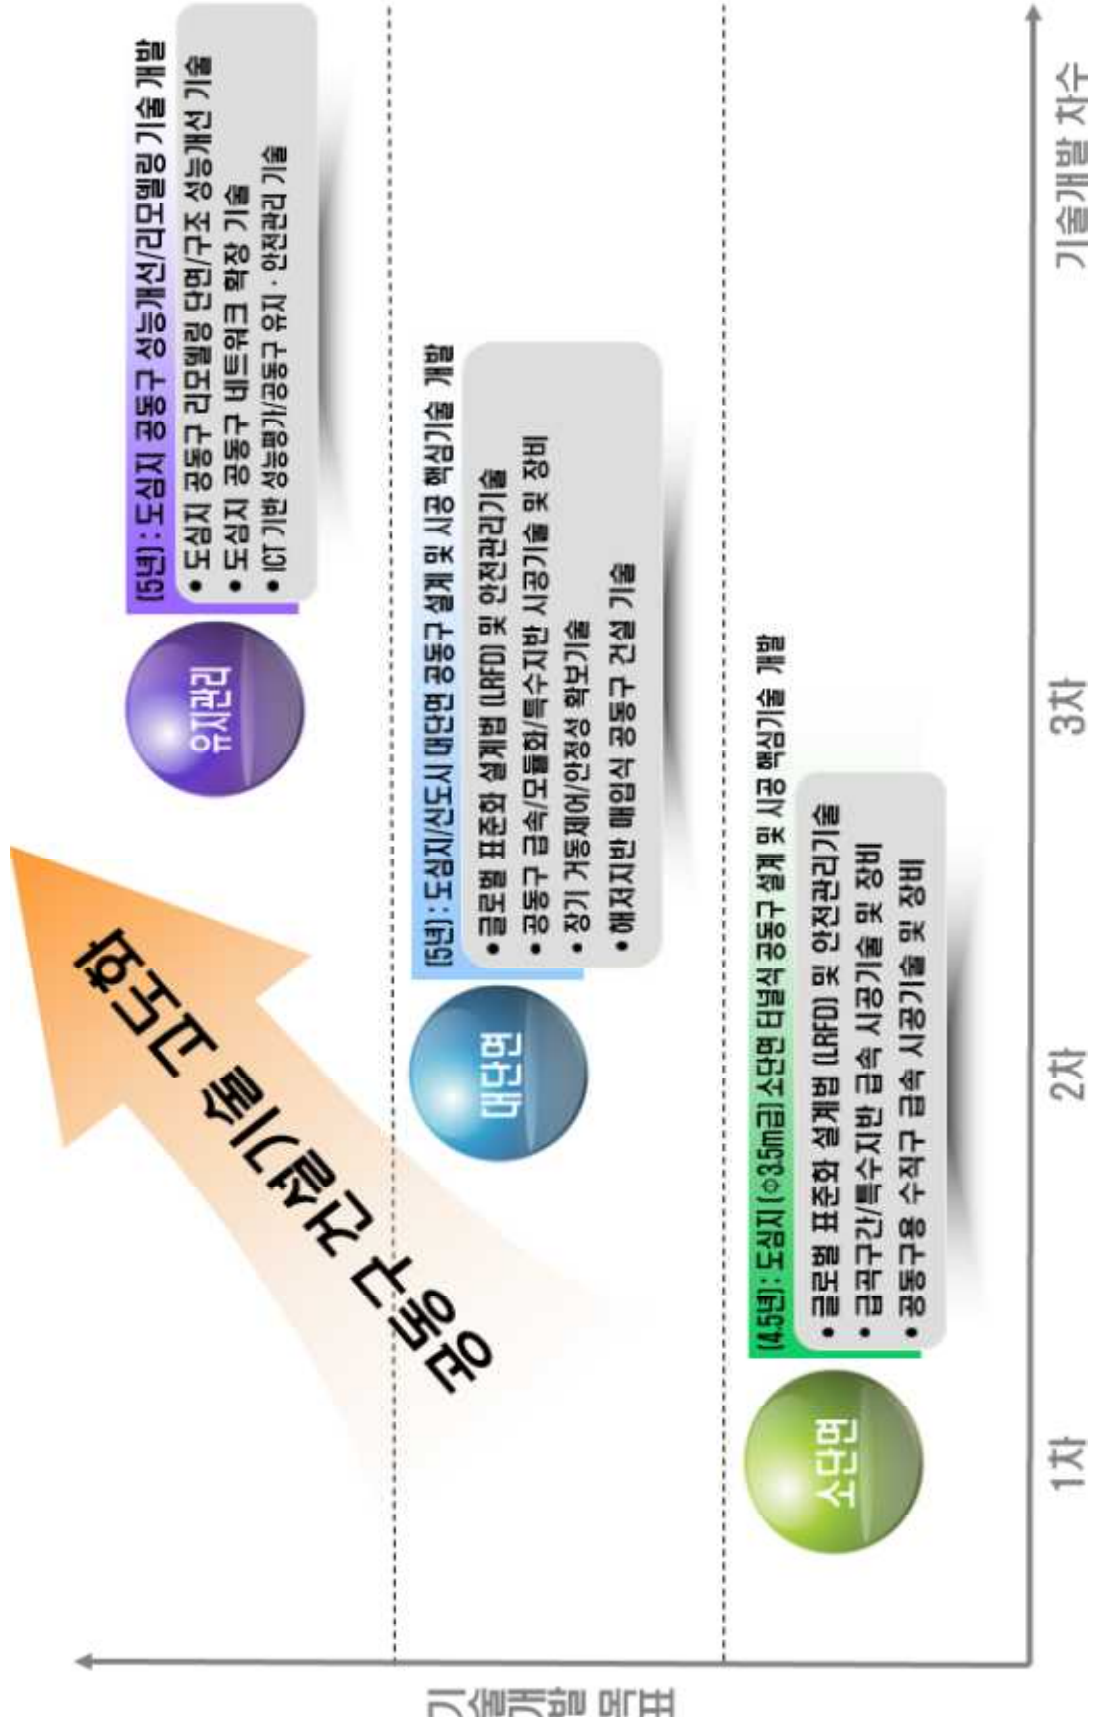 공동구 건설기술 고도화
유지관리
(5년) : 도심지 공동구 성능개선/리모델링 기술 개발
• 도심지 공동구 리모델링 단면/구조 성능개선 기술
• 도심지 공동구 네트워크 확장 기술
• ICT 기반 성능평가/공동구 유지 · 안전관리 기술
대단면
(5년) : 도심지/신도시 대단면 공동구 설계 및 시공 핵심기술 개발
• 글로벌 표준화 설계법 (LRFD) 및 안전관리기술
• 공동구 급속/모듈화/특수지반 시공기술 및 장비
• 장기 거동제어/안정성 확보기술
• 해저지반 매입식 공동구 건설 기술
소단면
(4.5년) : 도심지 (Φ3.5m급) 소단면 터널식 공동구 설계 및 시공 핵심기술 개발
• 글로벌 표준화 설계법 (LRFD) 및 안전관리기술
• 급곡구간/특수지반 급속 시공기술 및 장비
• 공동구용 수직구 급속 시공기술 및 장비
기술개발 목표
1차
2차
3차
기술개발 차수